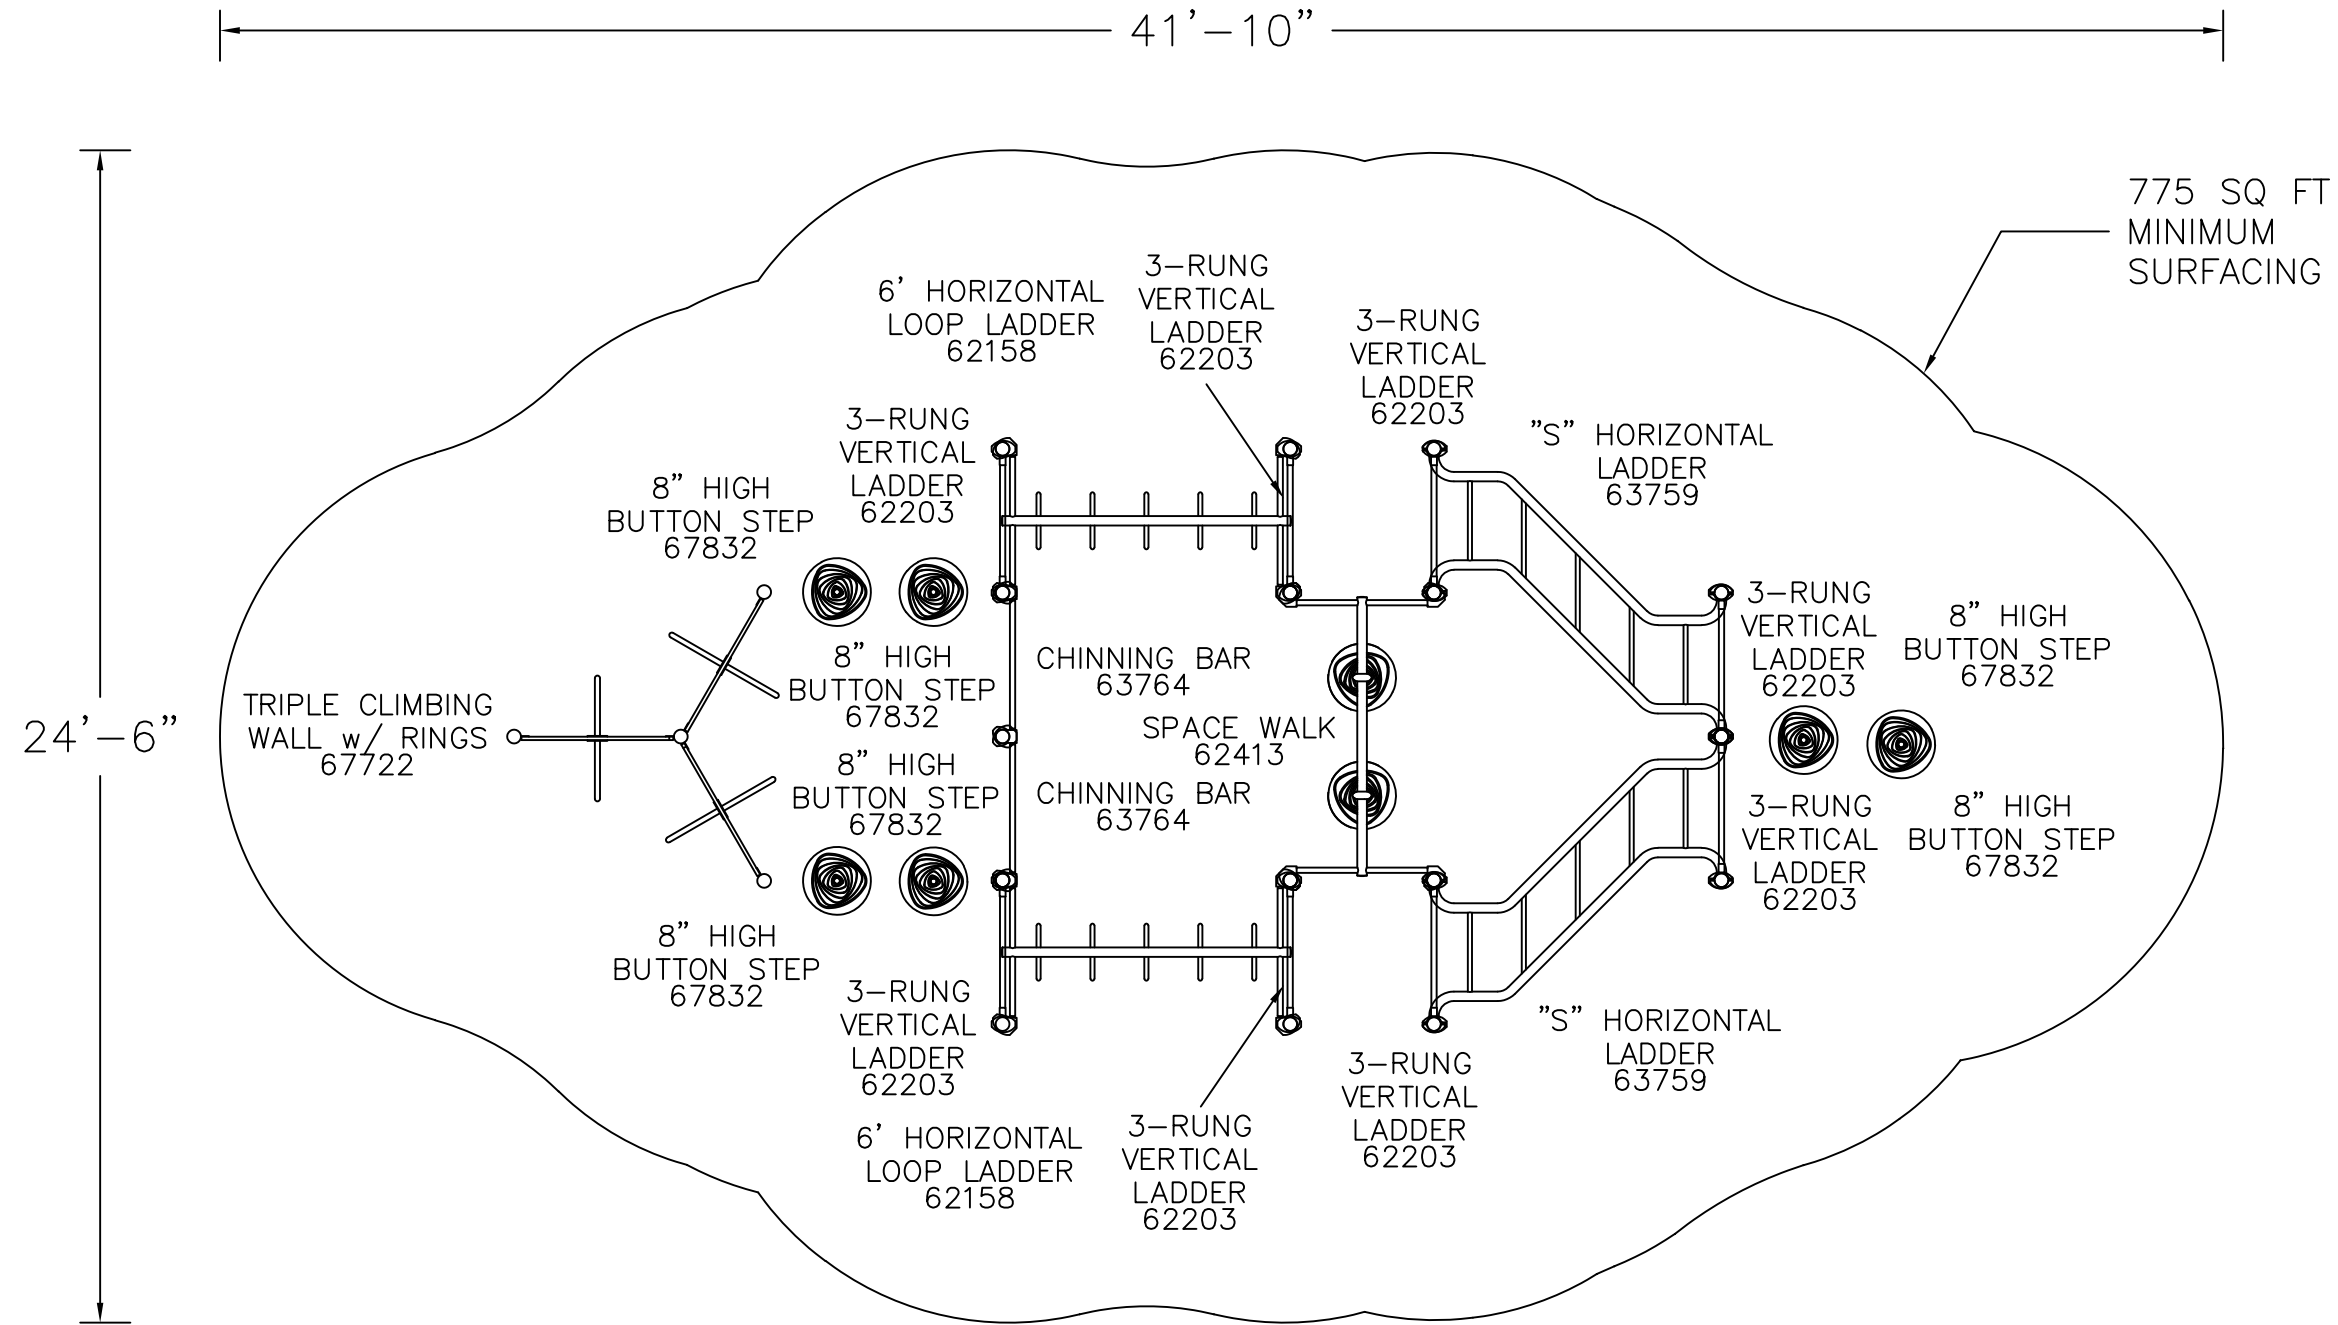 41'-10"
775 SQ FT
MINIMUM
SURFACING
24'-6"
6' HORIZONTAL
LOOP LADDER
62158
3-RUNG
VERTICAL
LADDER
62203
3-RUNG
VERTICAL
LADDER
62203
"S" HORIZONTAL
LADDER
63759
3-RUNG
VERTICAL
LADDER
62203
8" HIGH
BUTTON STEP
67832
8" HIGH
BUTTON STEP
67832
CHINNING BAR
63764
3-RUNG
VERTICAL
LADDER
62203
8" HIGH
BUTTON STEP
67832
TRIPLE CLIMBING
WALL w/ RINGS
67722
SPACE WALK
62413
8" HIGH
BUTTON STEP
67832
CHINNING BAR
63764
3-RUNG
VERTICAL
LADDER
62203
8" HIGH
BUTTON STEP
67832
8" HIGH
BUTTON STEP
67832
3-RUNG
VERTICAL
LADDER
62203
"S" HORIZONTAL
LADDER
63759
3-RUNG
VERTICAL
LADDER
62203
6' HORIZONTAL
LOOP LADDER
62158
3-RUNG
VERTICAL
LADDER
62203